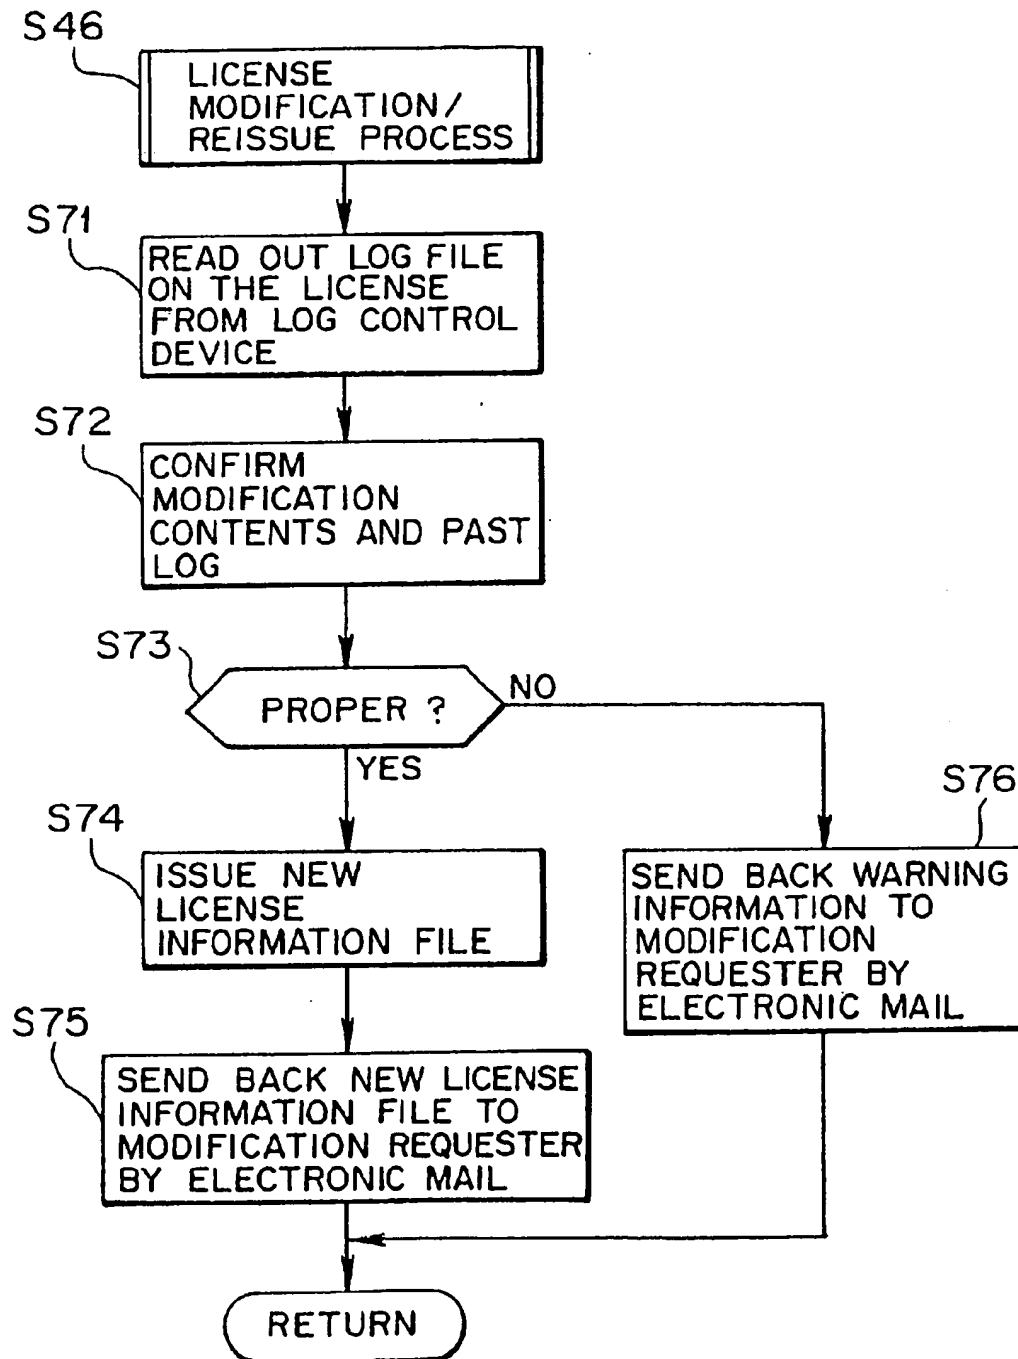 S46
LICENSE
MODIFICATION/
REISSUE PROCESS
S71
READ OUT LOG FILE
ON THE LICENSE
FROM LOG CONTROL
DEVICE
S72
CONFIRM
MODIFICATION
CONTENTS AND PAST
LOG
S73
PROPER ?
NO
YES
S74
ISSUE NEW
LICENSE
INFORMATION FILE
S76
SEND BACK WARNING
INFORMATION TO
MODIFICATION
REQUESTER BY
ELECTRONIC MAIL
S75
SEND BACK NEW LICENSE
INFORMATION FILE TO
MODIFICATION REQUESTER
BY ELECTRONIC MAIL
RETURN